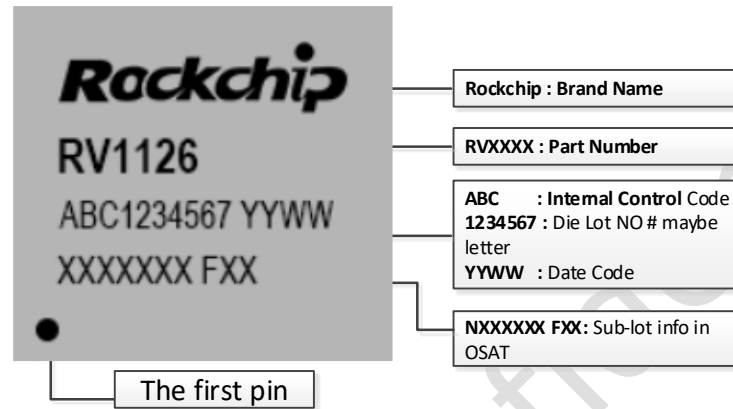 Rockchip
RV1126
ABC1234567 YYWW
XXXXXXX FXX
The first pin
Rockchip : Brand Name
RVXXXX : Part Number
ABC : Internal Control Code
1234567 : Die Lot NO # maybe
letter
YYWW : Date Code
NXXXXXX FXX: Sub-lot info in
OSAT